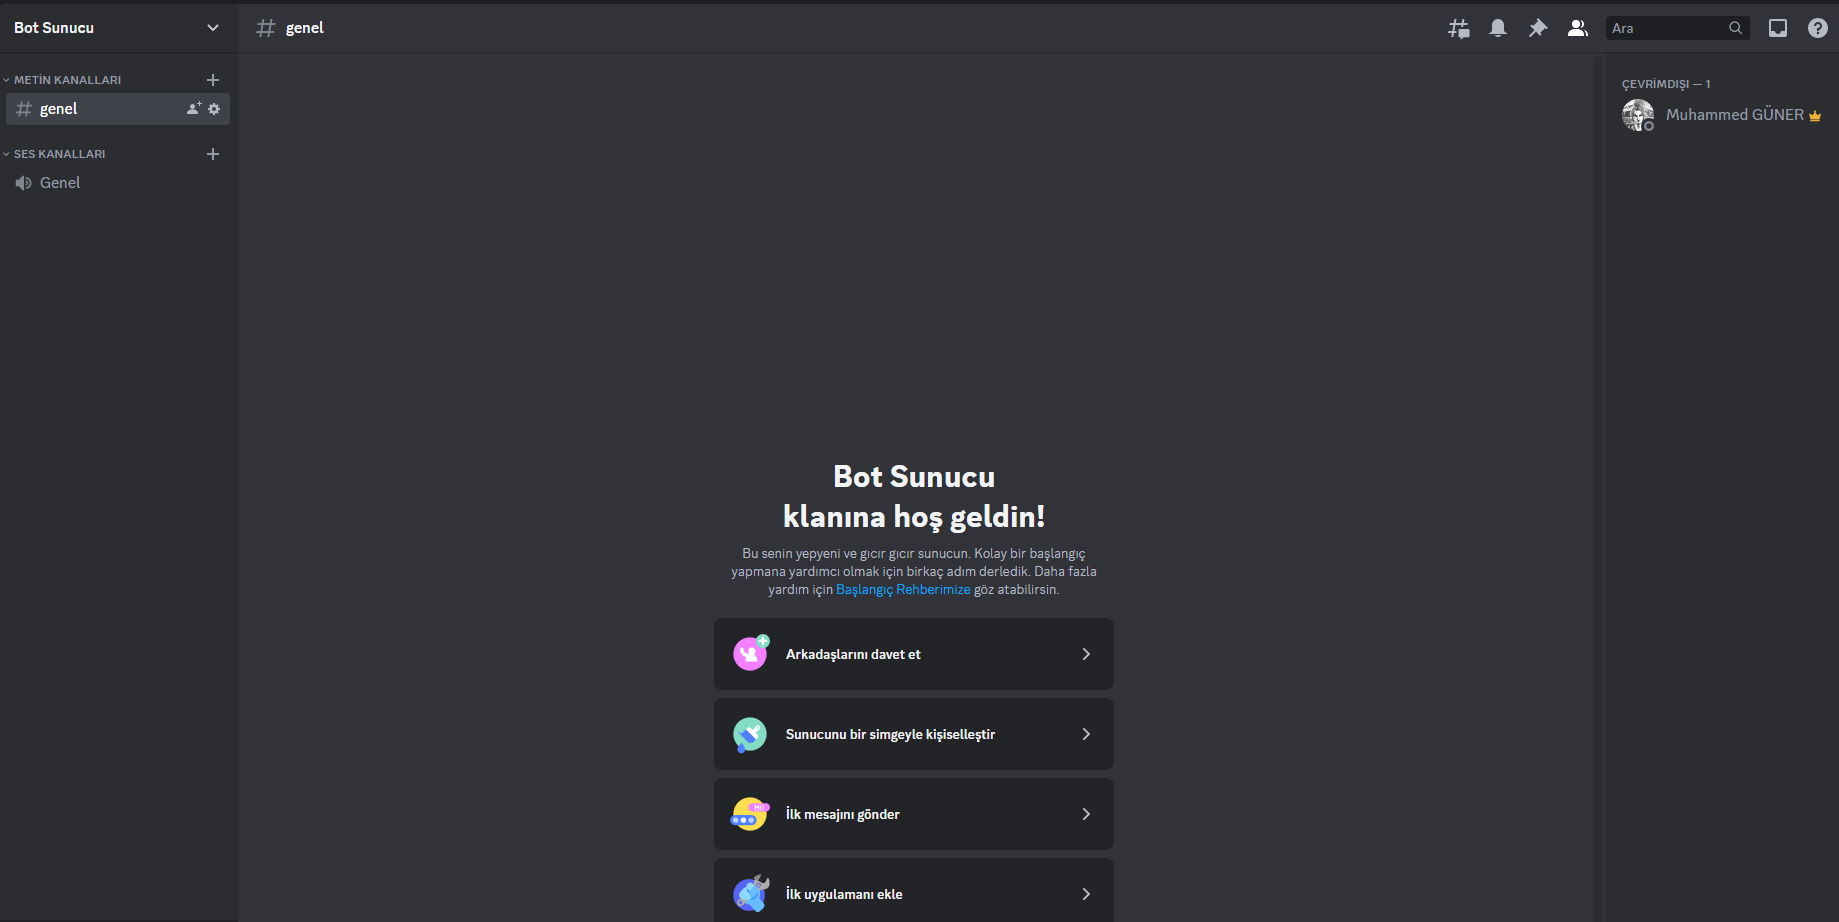 Bot Sunucu
genel
Ara
METİN KANALLARI
genel
SES KANALLARI
Genel
Bot Sunucu
klanına hoş geldin!
Bu senin yepyeni ve gıcır gıcır sunucun. Kolay bir başlangıç
yapmana yardımcı olmak için birkaç adım derledik. Daha fazla
yardım için Başlangıç Rehberimize göz atabilirsin.
Arkadaşlarını davet et
Sunucunu bir simgeyle kişiselleştir
İlk mesajını gönder
İlk uygulamanı ekle
ÇEVRİMDIŞI — 1
Muhammed GÜNER